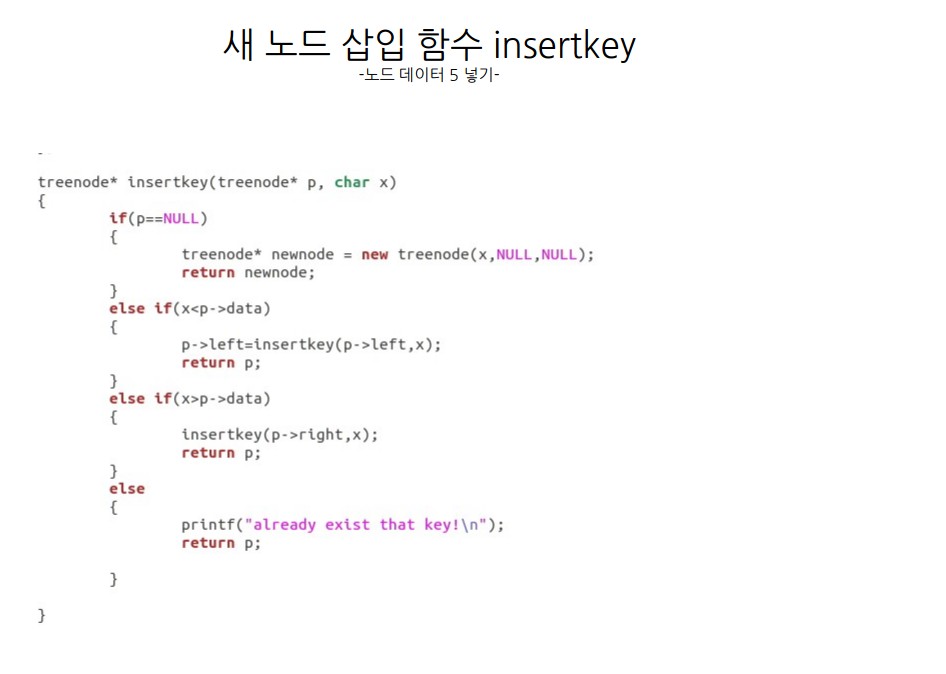 새 노드 삽입 함수 insertkey
-노드 데이터 5 넣기-
treenode* insertkey(treenode* p, char x)
{
if(p==NULL)
{
treenode* newnode = new treenode(x,NULL,NULL);
return newnode;
}
else if(x<p->data)
{
p->left=insertkey(p->left,x);
return p;
}
else if(x>p->data)
{
insertkey(p->right,x);
return p;
}
else
{
printf("already exist that key!\n");
return p;
}
}